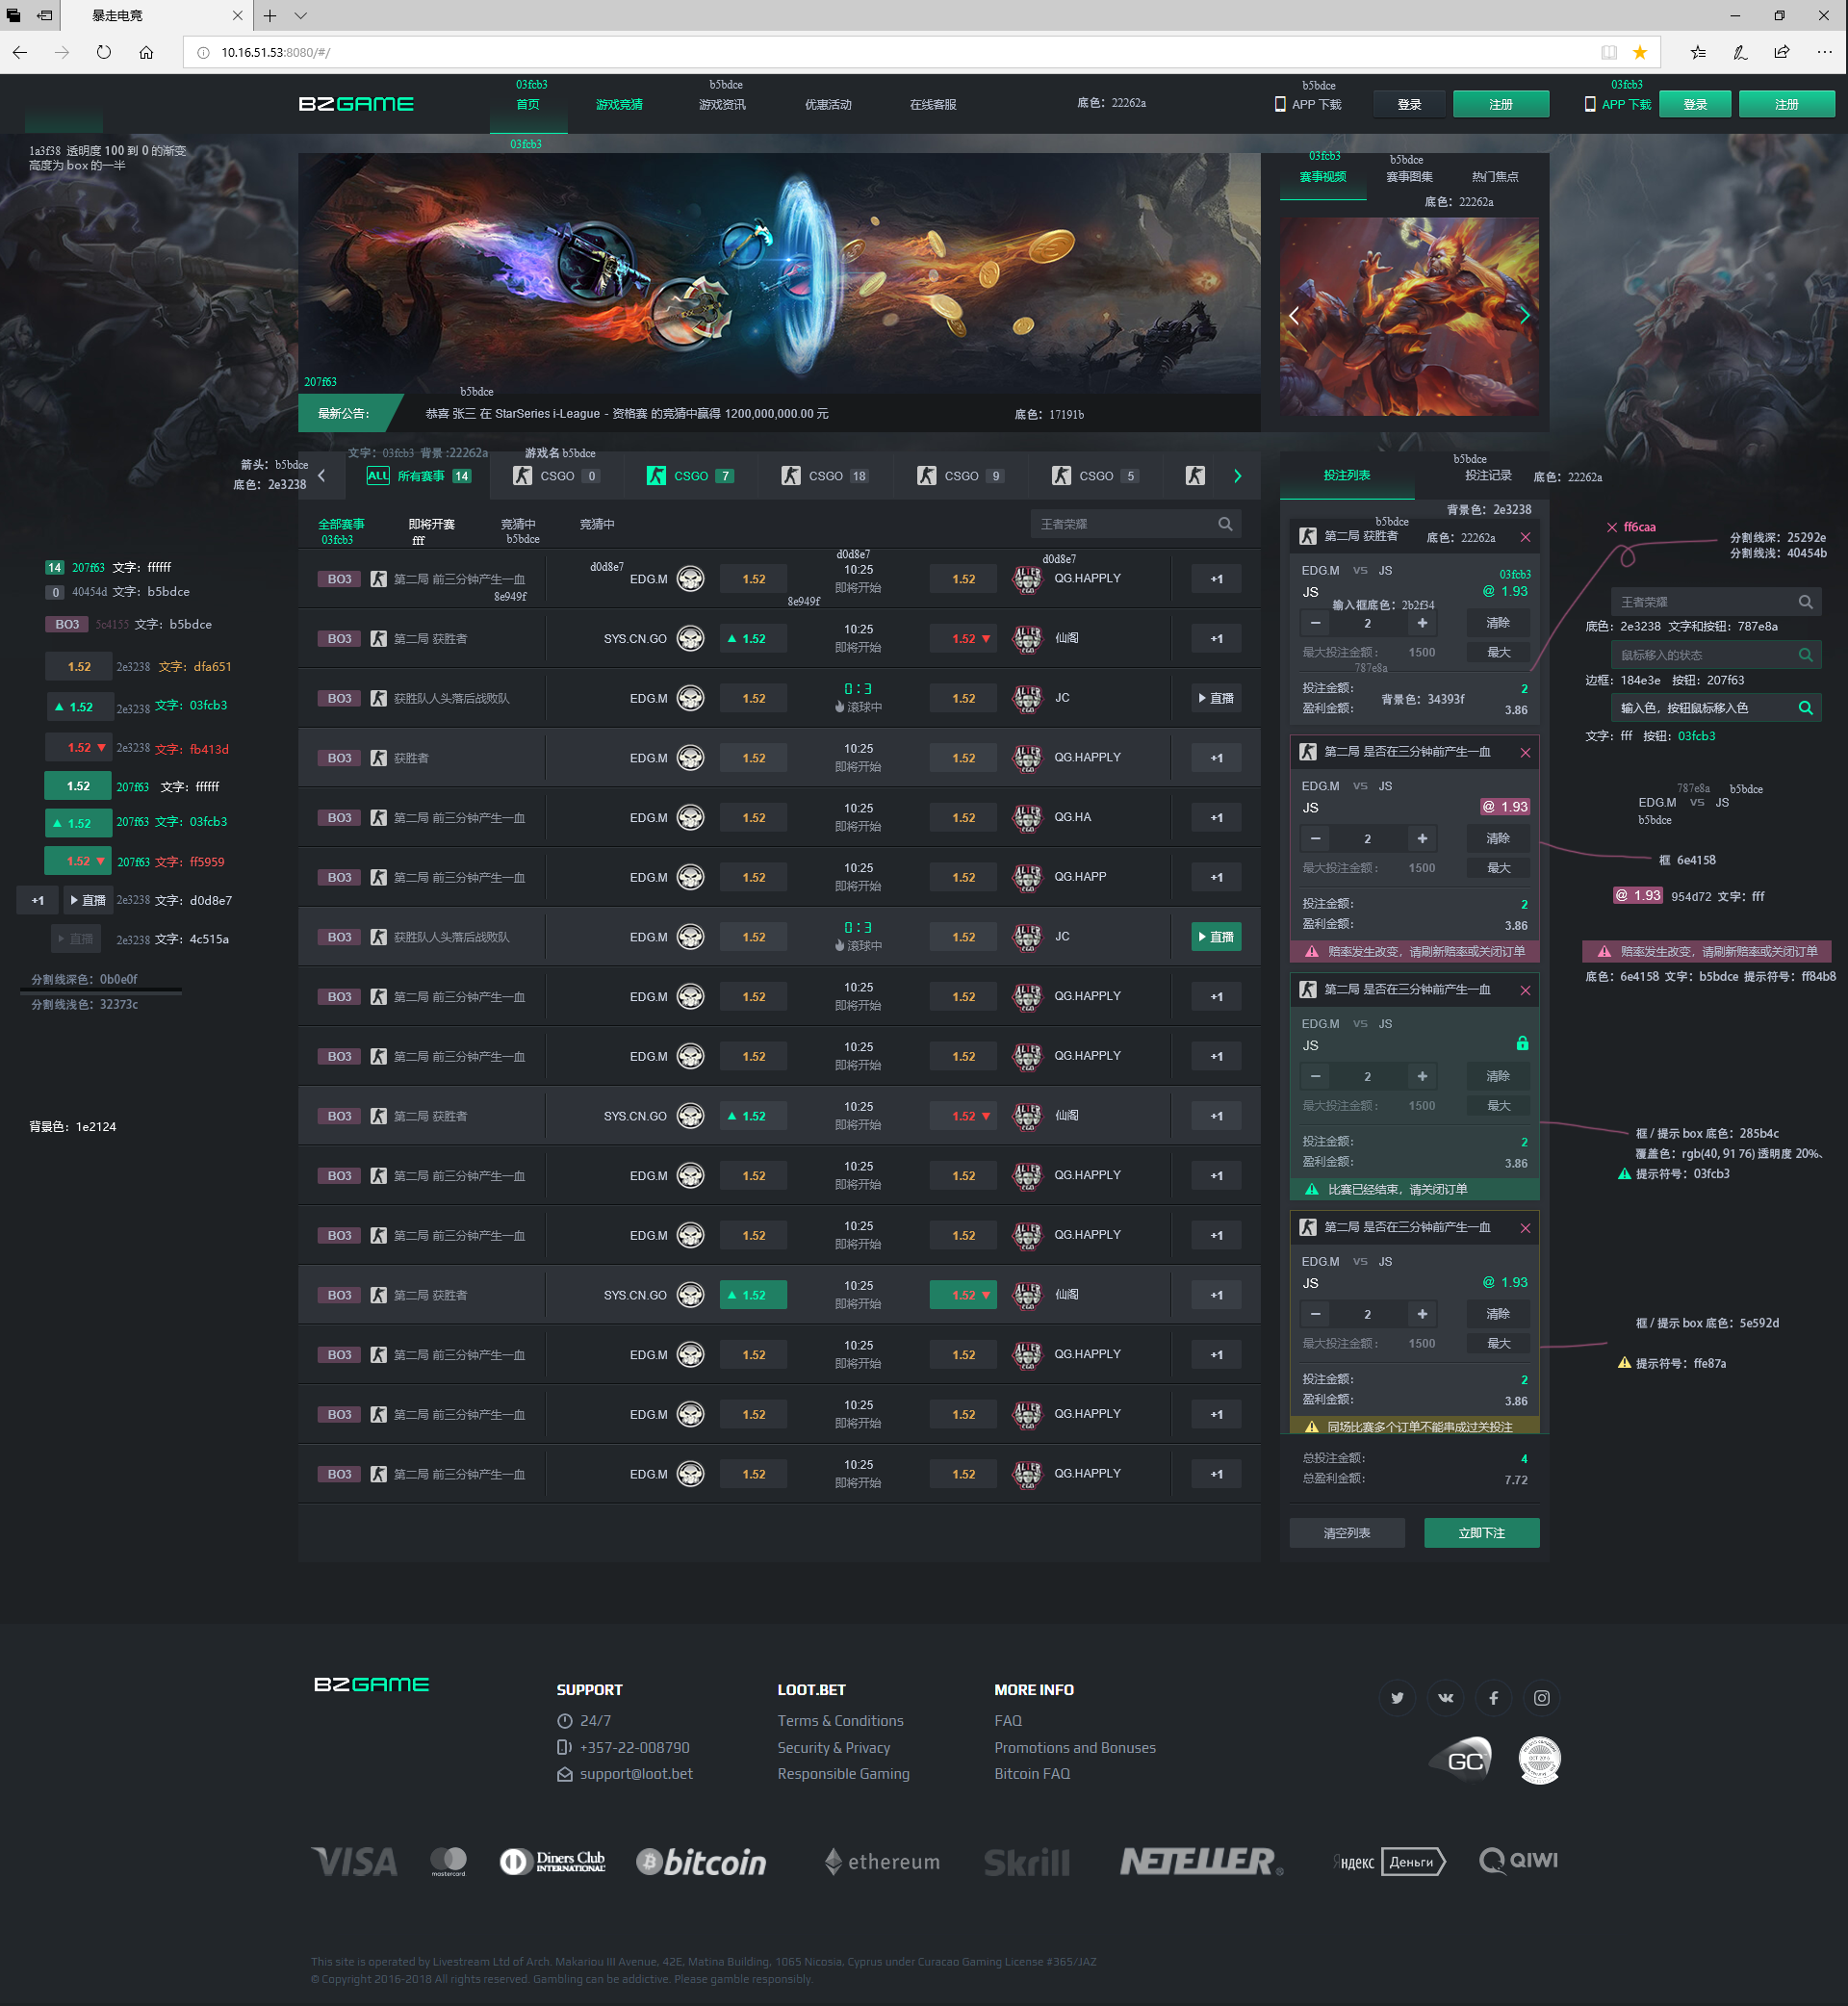 暴走电竞
10.16.51.53:8080/#/
BZGAME
03fcb3
首页
游戏竞猜
b5bdce
游戏资讯
优惠活动
在线客服
底色：22262a
b5bdce
APP 下载
登录
注册
03fcb3
APP 下载
登录
注册
03fcb3
1a3f38 透明度 100 到 0 的渐变
高度为 box 的一半
03fcb3
赛事视频
b5bdce
赛事图集
热门焦点
底色：22262a
207f63
最新公告：
b5bdce
恭喜 张三 在 StarSeries i-League - 资格赛 的竞猜中赢得 1200,000,000.00 元
底色：17191b
文字：03fcb3 背景 :22262a
游戏名 b5bdce
箭头：b5bdce
底色：2e3238
ALL 所有赛事 14
CSGO 0
CSGO 7
CSGO 18
CSGO 9
CSGO 5
全部赛事
03fcb3
即将开赛
fff
竞猜中
b5bdce
竞猜中
王者荣耀
BO3 第二局 前三分钟产生一血 d0d8e7 EDG.M 1.52 d0d8e7 10:25 即将开始 1.52 d0d8e7 QG.HAPPLY +1
8e949f
8e949f
BO3 第二局 获胜者 SYS.CN.GO 1.52 10:25 即将开始 1.52 仙阁 +1
BO3 获胜队人头落后战败队 EDG.M 1.52 0:3 滚球中 1.52 JC 直播
BO3 获胜者 EDG.M 1.52 10:25 即将开始 1.52 QG.HAPPLY +1
BO3 第二局 前三分钟产生一血 EDG.M 1.52 10:25 即将开始 1.52 QG.HA +1
BO3 第二局 前三分钟产生一血 EDG.M 1.52 10:25 即将开始 1.52 QG.HAPP +1
BO3 获胜队人头落后战败队 EDG.M 1.52 0:3 滚球中 1.52 JC 直播
BO3 第二局 前三分钟产生一血 EDG.M 1.52 10:25 即将开始 1.52 QG.HAPPLY +1
BO3 第二局 前三分钟产生一血 EDG.M 1.52 10:25 即将开始 1.52 QG.HAPPLY +1
BO3 第二局 获胜者 SYS.CN.GO 1.52 10:25 即将开始 1.52 仙阁 +1
BO3 第二局 前三分钟产生一血 EDG.M 1.52 10:25 即将开始 1.52 QG.HAPPLY +1
BO3 第二局 前三分钟产生一血 EDG.M 1.52 10:25 即将开始 1.52 QG.HAPPLY +1
BO3 第二局 获胜者 SYS.CN.GO 1.52 10:25 即将开始 1.52 仙阁 +1
BO3 第二局 前三分钟产生一血 EDG.M 1.52 10:25 即将开始 1.52 QG.HAPPLY +1
BO3 第二局 前三分钟产生一血 EDG.M 1.52 10:25 即将开始 1.52 QG.HAPPLY +1
BO3 第二局 前三分钟产生一血 EDG.M 1.52 10:25 即将开始 1.52 QG.HAPPLY +1
14 207f63 文字：ffffff
0 40454d 文字：b5bdce
BO3 5c4155 文字：b5bdce
1.52 2e3238 文字：dfa651
1.52 2e3238 文字：03fcb3
1.52 2e3238 文字：fb413d
1.52 207f63 文字：ffffff
1.52 207f63 文字：03fcb3
1.52 207f63 文字：ff5959
+1 直播 2e3238 文字：d0d8e7
直播 2e3238 文字：4c515a
分割线深色：0b0e0f
分割线浅色：32373c
背景色：1e2124
投注列表
b5bdce
投注记录
底色：22262a
背景色：2e3238
b5bdce
第二局 获胜者
底色：22262a
EDG.M VS JS
03fcb3
JS @ 1.93
输入框底色：2b2f34
2 清除
最大投注金额： 1500 最大
787e8a
投注金额： 2
背景色：34393f
盈利金额： 3.86
第二局 是否在三分钟前产生一血
EDG.M VS JS
JS @ 1.93
2 清除
最大投注金额： 1500 最大
投注金额： 2
盈利金额： 3.86
赔率发生改变，请刷新赔率或关闭订单
第二局 是否在三分钟前产生一血
EDG.M VS JS
JS
2 清除
最大投注金额： 1500 最大
投注金额： 2
盈利金额： 3.86
比赛已经结束，请关闭订单
第二局 是否在三分钟前产生一血
EDG.M VS JS
JS @ 1.93
2 清除
最大投注金额： 1500 最大
投注金额： 2
盈利金额： 3.86
同场比赛多个订单不能串成过关投注
总投注金额： 4
总盈利金额： 7.72
清空列表
立即下注
ff6caa
分割线深：25292e
分割线浅：40454b
王者荣耀
底色：2e3238 文字和按钮：787e8a
鼠标移入的状态
边框：184e3e 按钮：207f63
输入色，按钮鼠标移入色
文字：fff 按钮：03fcb3
787e8a b5bdce
EDG.M VS JS
b5bdce
框 6e4158
@ 1.93 954d72 文字：fff
赔率发生改变，请刷新赔率或关闭订单
底色：6e4158 文字：b5bdce 提示符号：ff84b8
框 / 提示 box 底色：285b4c
覆盖色：rgb(40, 91 76) 透明度 20%、
提示符号：03fcb3
框 / 提示 box 底色：5e592d
提示符号：ffe87a
BZGAME
SUPPORT
24/7
+357-22-008790
support@loot.bet
LOOT.BET
Terms & Conditions
Security & Privacy
Responsible Gaming
MORE INFO
FAQ
Promotions and Bonuses
Bitcoin FAQ
GC
VISA
mastercard
Diners Club INTERNATIONAL
bitcoin
ethereum
Skrill
NETELLER
Яндекс Деньги
QIWI
This site is operated by Livestream Ltd of Arch. Makariou III Avenue, 42E, Matina Building, 1065 Nicosia, Cyprus under Curacao Gaming License #365/JAZ
© Copyright 2016-2018 All rights reserved. Gambling can be addictive. Please gamble responsibly.